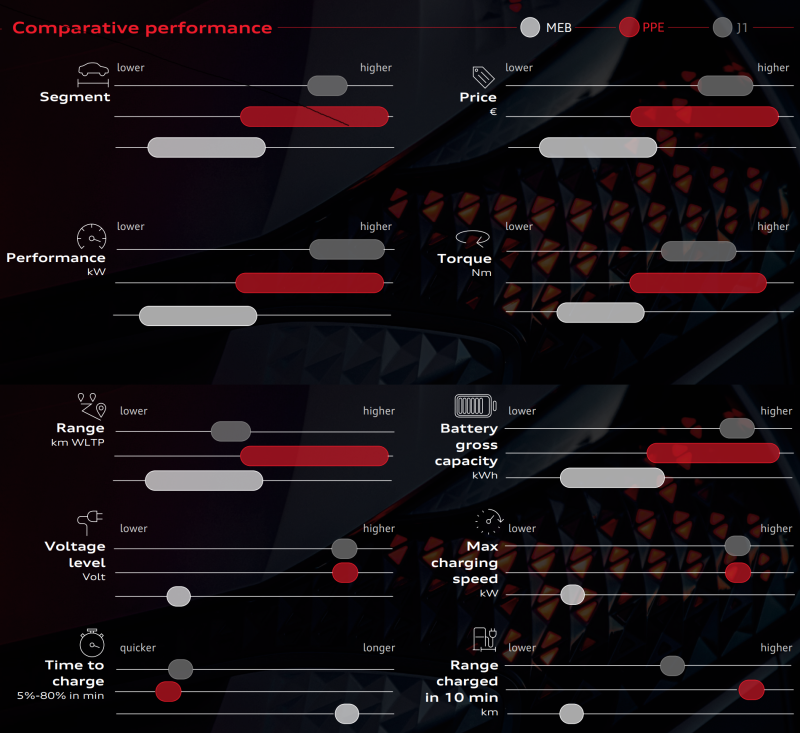 Comparative performance
MEB
PPE
J1
lower higher
Segment
lower higher
Price
€
lower higher
Performance
kW
lower higher
Torque
Nm
lower higher
Range
km WLTP
lower higher
Battery
gross
capacity
kWh
lower higher
Voltage
level
Volt
lower higher
Max
charging
speed
kW
quicker longer
Time to
charge
5%-80% in min
lower higher
Range
charged
in 10 min
km